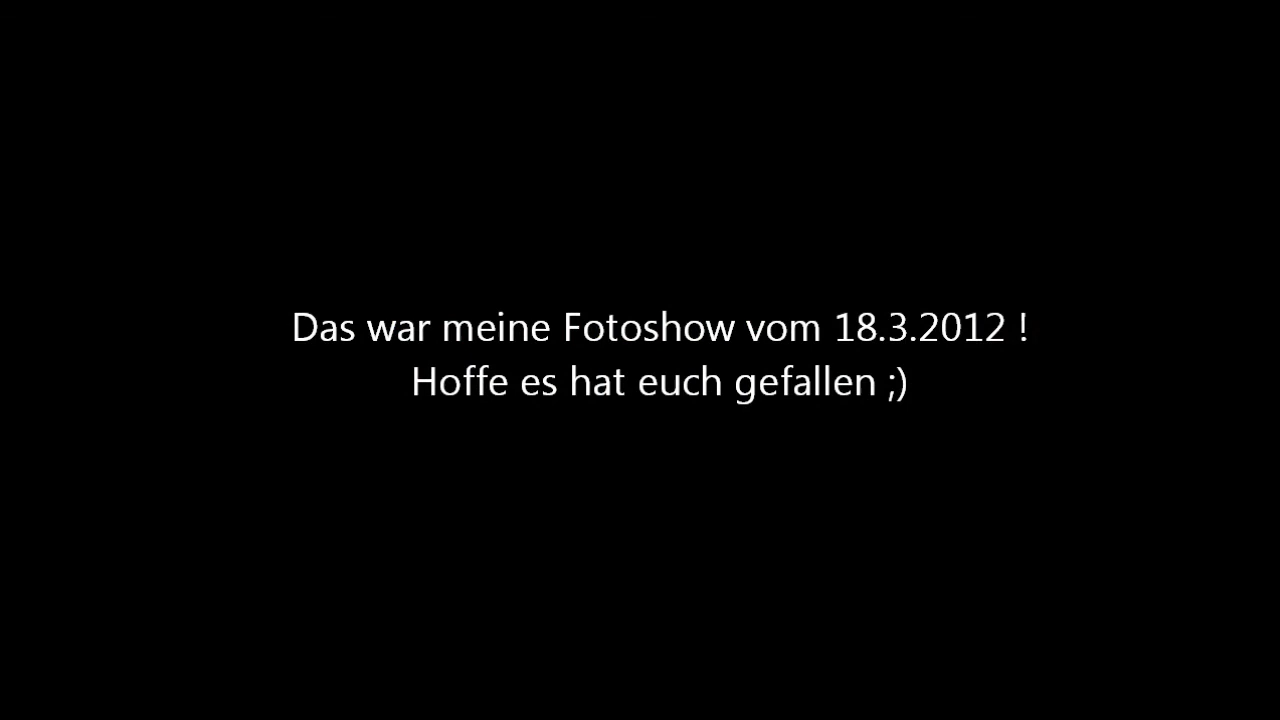 Das war meine Fotoshow vom 18.3.2012 !
Hoffe es hat euch gefallen ;)